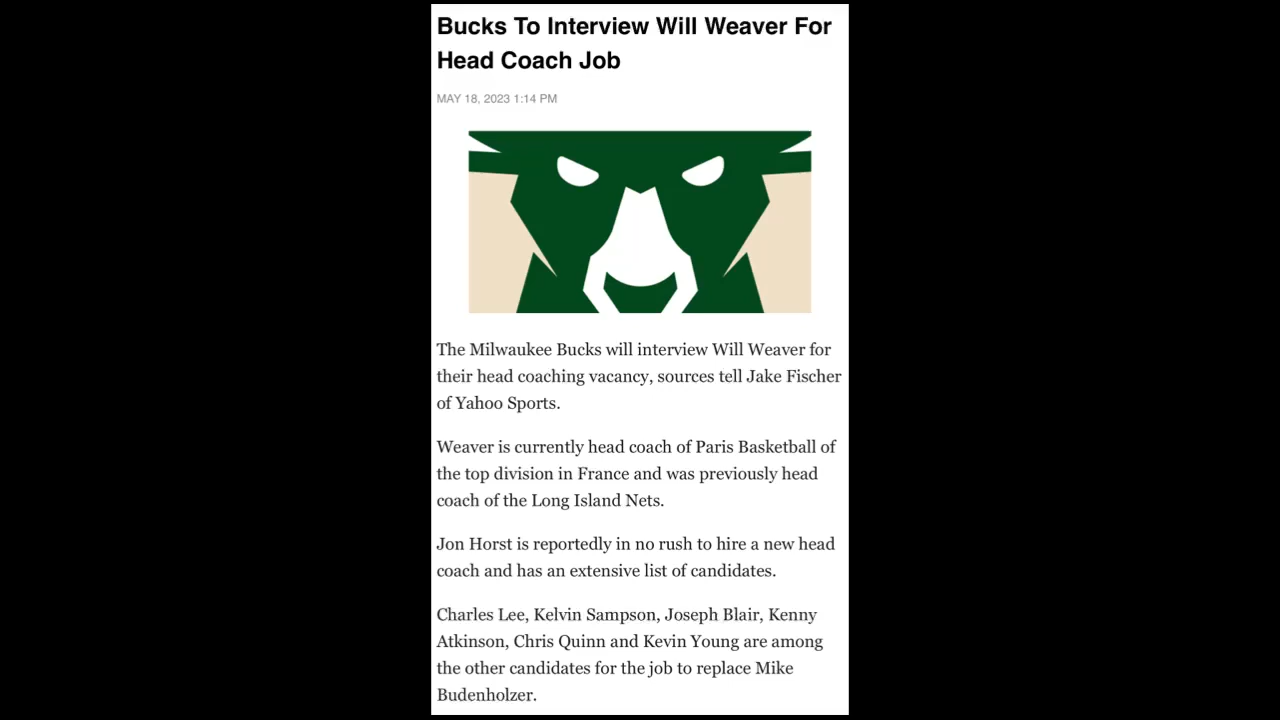 Bucks To Interview Will Weaver For
Head Coach Job
MAY 18, 2023 1:14 PM
The Milwaukee Bucks will interview Will Weaver for
their head coaching vacancy, sources tell Jake Fischer
of Yahoo Sports.
Weaver is currently head coach of Paris Basketball of
the top division in France and was previously head
coach of the Long Island Nets.
Jon Horst is reportedly in no rush to hire a new head
coach and has an extensive list of candidates.
Charles Lee, Kelvin Sampson, Joseph Blair, Kenny
Atkinson, Chris Quinn and Kevin Young are among
the other candidates for the job to replace Mike
Budenholzer.